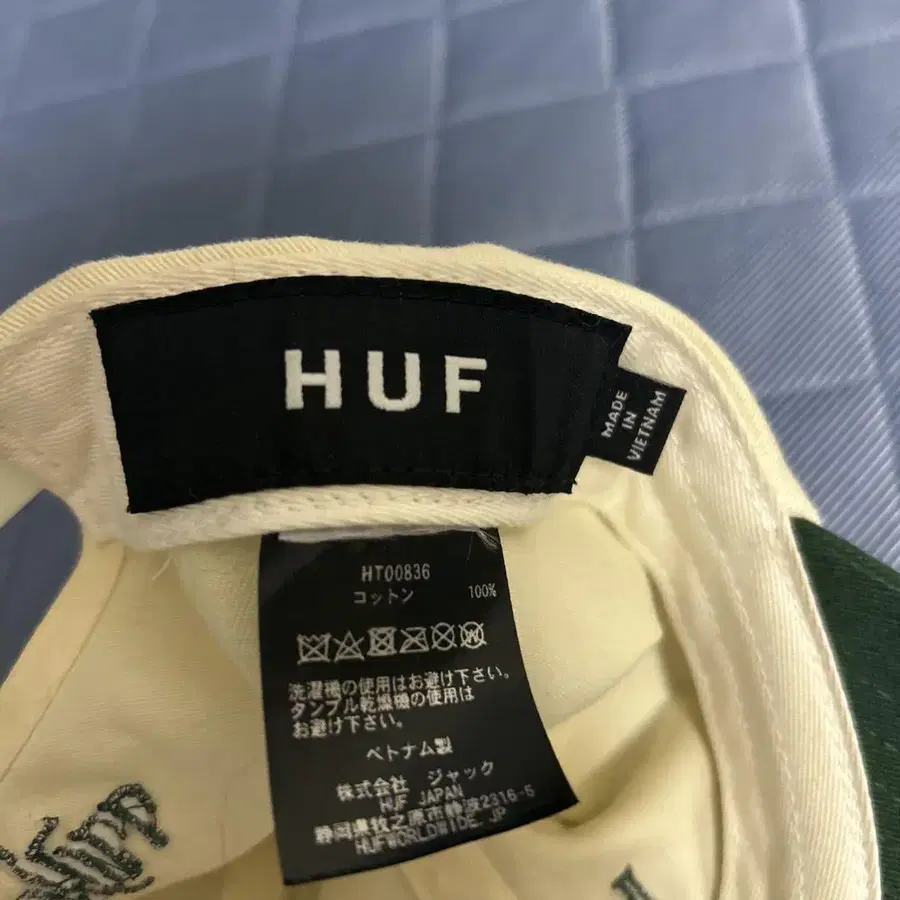 HUF
MADE
IN
VIETNAM
HT00836
コットン 100%
洗濯機の使用はお避け下さい。
タンブル乾燥機の使用は
お避け下さい。
ベトナム製
株式会社 ジャック
HUF JAPAN
静岡県牧之原市静波2316-6
HUFWORLDWIDE.JP